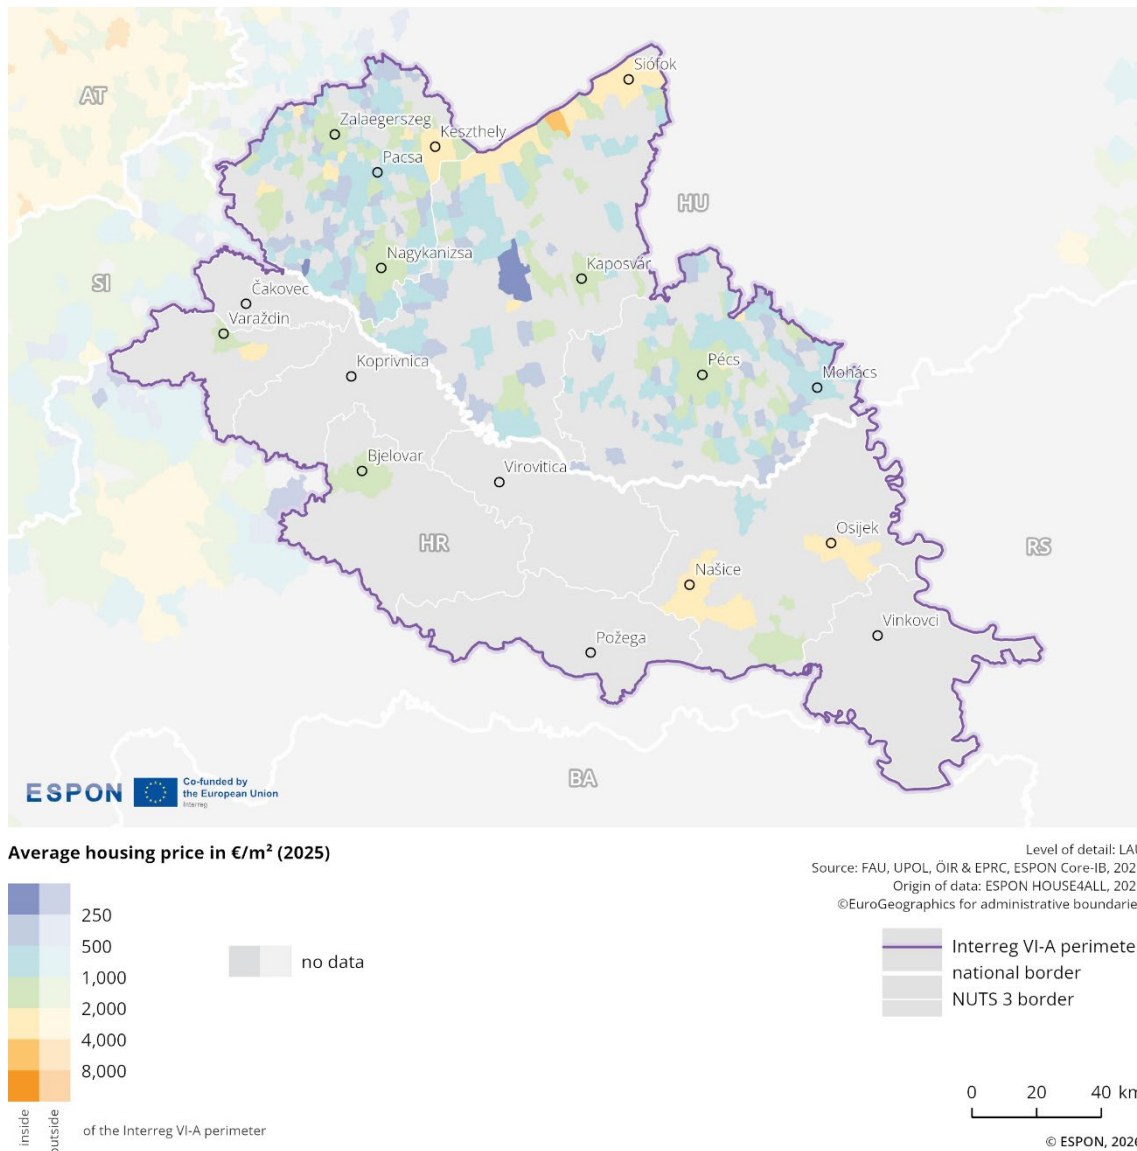 Siófok
AT
Zalaegerszeg
Keszthely
Pacsa
HU
Nagykanizsa
Kaposvár
SI
Čakovec
Varaždin
Koprivnica
Pécs
Mohács
Bjelovar
Virovitica
Osijek
HR
RS
Našice
Vinkovci
Požega
BA
ESPON
Co-funded by
the European Union
Interreg
Average housing price in €/m² (2025)
Level of detail: LAU
Source: FAU, UPOL, ÖIR & EPRC, ESPON Core-IB, 202
Origin of data: ESPON HOUSE4ALL, 202
©EuroGeographics for administrative boundarie
250
500
1,000
2,000
4,000
8,000
no data
Interreg VI-A perimete
national border
NUTS 3 border
inside
outside
of the Interreg VI-A perimeter
0 20 40 km
© ESPON, 2026